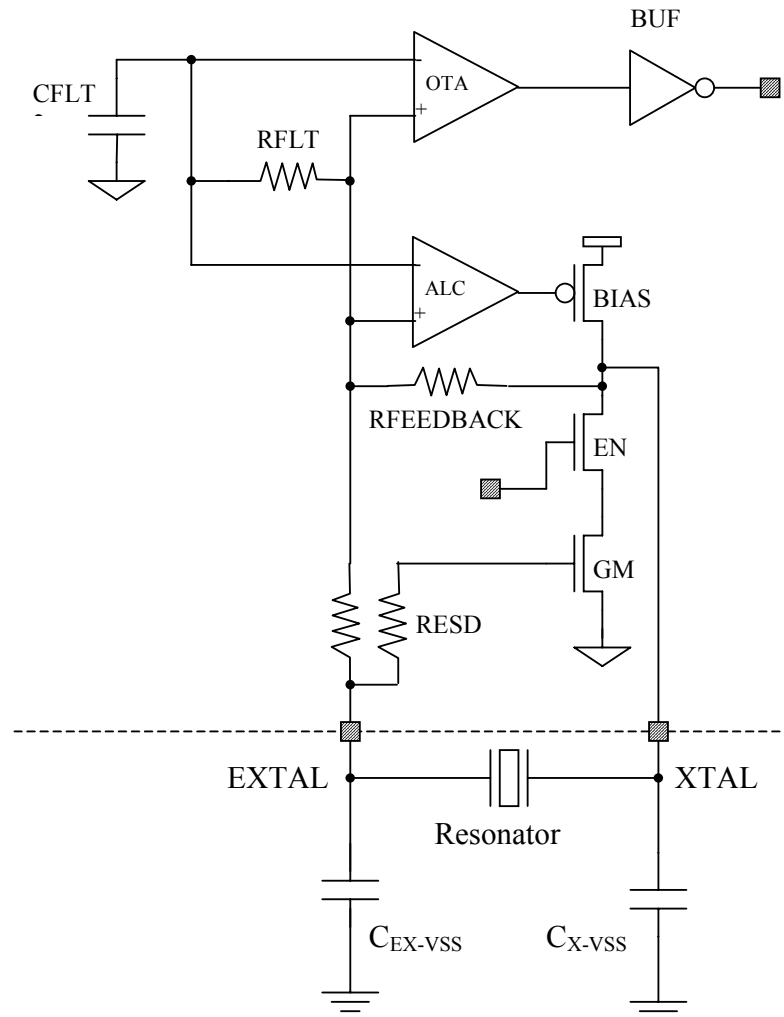 BUF
CFLT
OTA
+
RFLT
ALC
+
BIAS
RFEEDBACK
EN
GM
RESD
EXTAL
XTAL
Resonator
CEX-VSS
CX-VSS